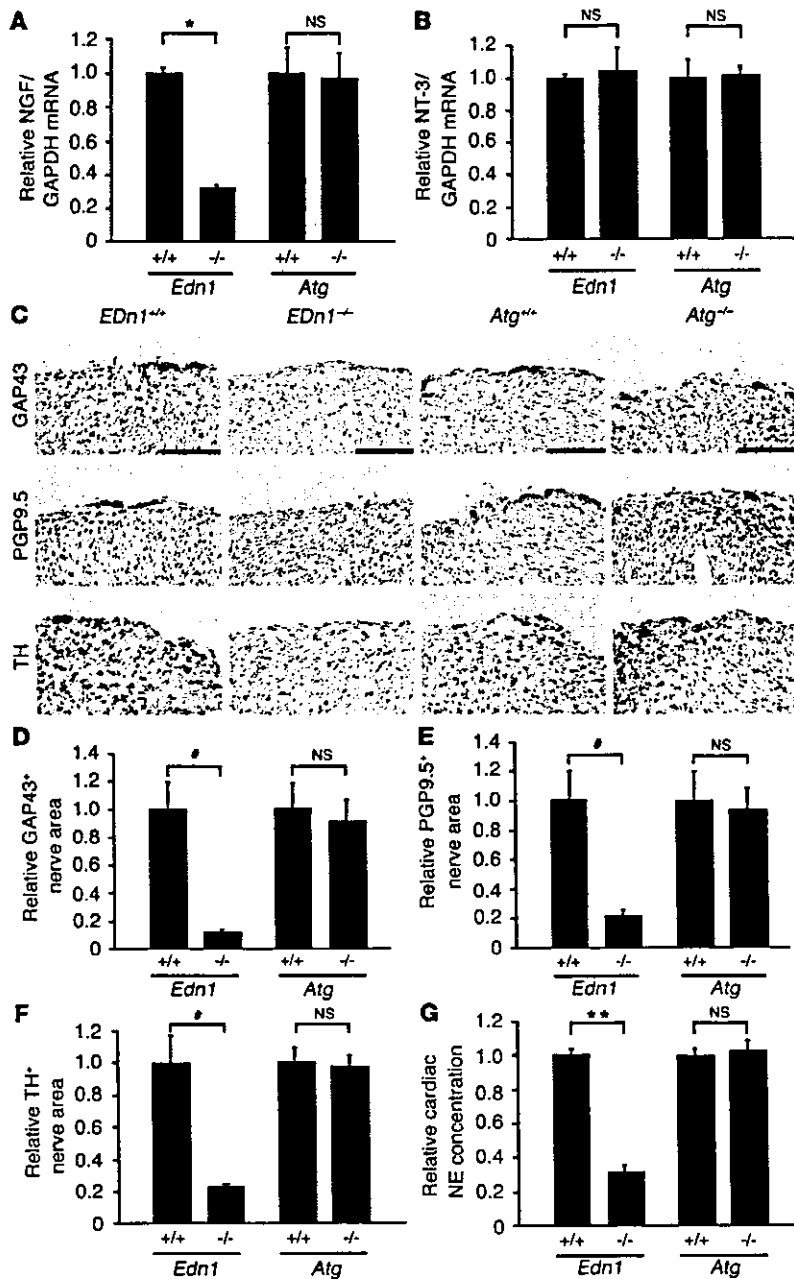 A
Relative NGF/
GAPDH mRNA
1.2
1.0
0.8
0.6
0.4
0.2
0
*
NS
+/+ -/- +/+ -/-
Edn1 Atg
B
Relative NT-3/
GAPDH mRNA
1.2
1.0
0.8
0.6
0.4
0.2
0
NS
NS
+/+ -/- +/+ -/-
Edn1 Atg
C
EDn1+/+ EDn1-/- Atg+/+ Atg-/-
GAP43
PGP9.5
TH
D
Relative GAP43+
nerve area
1.4
1.2
1.0
0.8
0.6
0.4
0.2
0
#
NS
+/+ -/- +/+ -/-
Edn1 Atg
E
Relative PGP9.5+
nerve area
1.4
1.2
1.0
0.8
0.6
0.4
0.2
0
#
NS
+/+ -/- +/+ -/-
Edn1 Atg
F
Relative TH+
nerve area
1.2
1.0
0.8
0.6
0.4
0.2
0
#
NS
+/+ -/- +/+ -/-
Edn1 Atg
G
Relative cardiac
NE concentration
1.2
1.0
0.8
0.6
0.4
0.2
0
**
NS
+/+ -/- +/+ -/-
Edn1 Atg